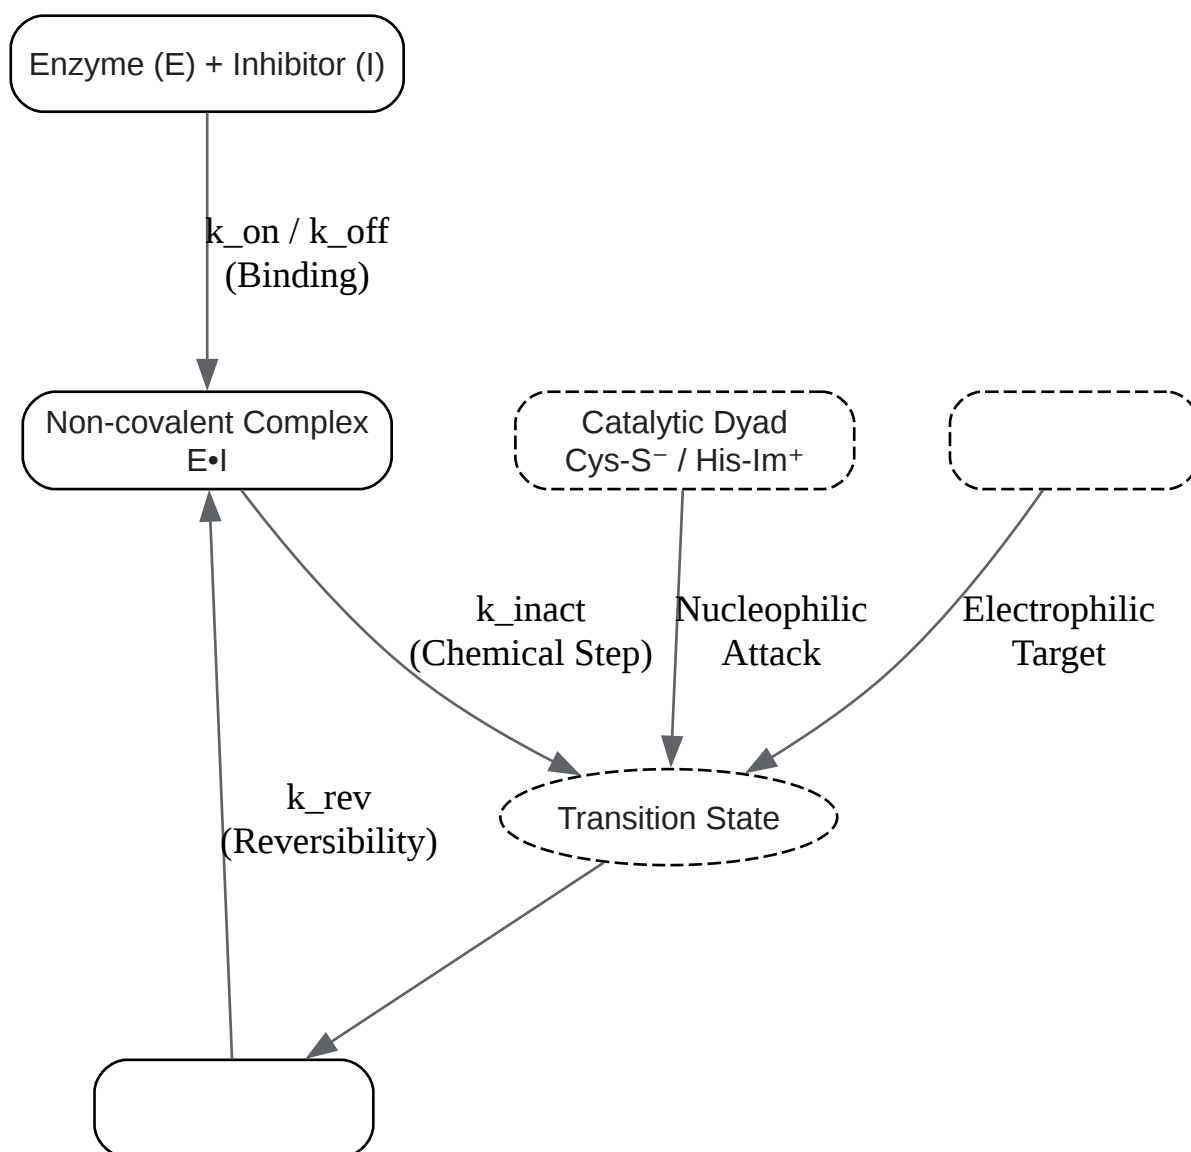 Enzyme (E) + Inhibitor (I)
k_on / k_off
(Binding)
Non-covalent Complex
E•I
Catalytic Dyad
Cys-S⁻ / His-Im⁺
k_inact
(Chemical Step)
Nucleophilic
Attack
Electrophilic
Target
k_rev
(Reversibility)
Transition State